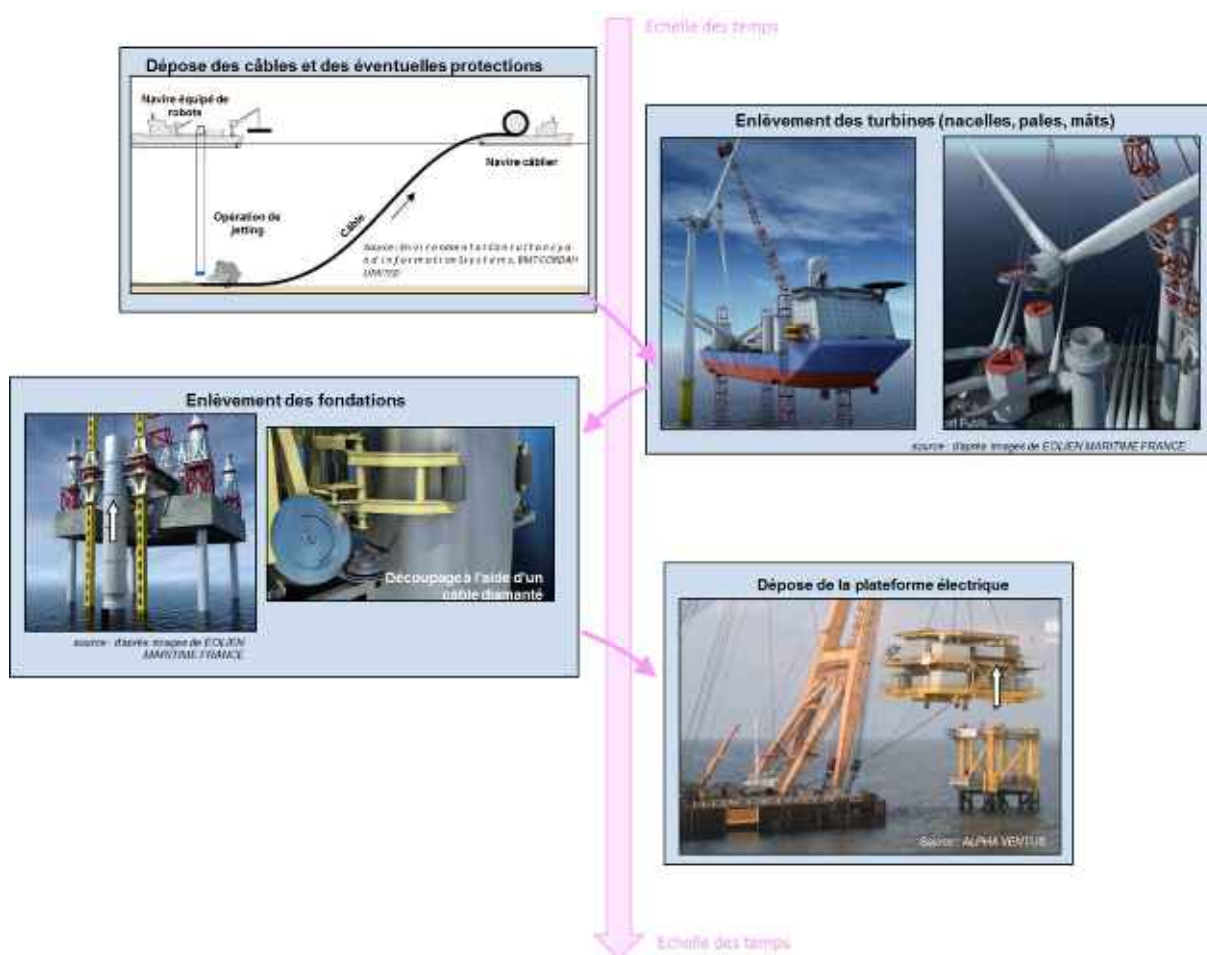 Echelle des temps
Dépose des câbles et des éventuelles protections
Navire équipé de
robots
Navire câblier
Opération de
jetting
Câble
LIMITED
Enlèvement des turbines (nacelles, pales, mâts)
source : d'après images de EOLIEN MARITIME FRANCE
Enlèvement des fondations
Découpage à l'aide d'un
câble diamanté
source : d'après images de EOLIEN
MARITIME FRANCE
Dépose de la plateforme électrique
Source : ALPHA VENTUS
Echelle des temps